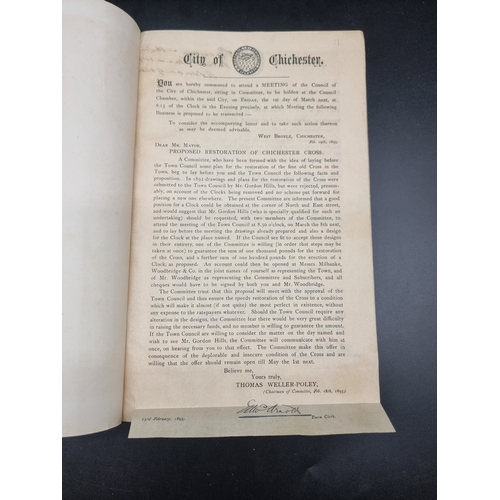 City of Chichester.
You are hereby summoned to attend a MEETING of the Council of
the City of Chichester, sitting in Committee, to be holden at the Council
Chamber, within the said City, on FRIDAY, the 1st day of March next, at
6.15 of the Clock in the Evening precisely, at which Meeting the following
Business is proposed to be transacted:—
To consider the accompanying letter and to take such action thereon
as may be deemed advisable.
WEST BROYLE, CHICHESTER,
Feb. 19th, 1895.
DEAR MR. MAYOR,
PROPOSED RESTORATION OF CHICHESTER CROSS.
A Committee, who have been formed with the idea of laying before
the Town Council some plan for the restoration of the fine old Cross in the
Town, beg to lay before you and the Town Council the following facts and
proposition. In 1892 drawings and plans for the restoration of the Cross were
submitted to the Town Council by Mr. Gordon Hills, but were rejected, presum-
ably, on account of the Clocks being removed and no scheme put forward for
placing a new one elsewhere. The present Committee are informed that a good
position for a Clock could be obtained at the corner of North and East street,
and would suggest that Mr. Gordon Hills (who is specially qualified for such an
undertaking) should be requested, with two members of the Committee, to
attend the meeting of the Town Council at 6.30 o'clock, on March the 6th next,
and to lay before the meeting the drawings already prepared and also a design
for the Clock at the place named. If the Council see fit to accept these designs
in their entirety, one of the Committee is willing (in order that steps may be
taken at once) to guarantee the sum of one thousand pounds for the restoration
of the Cross, and a further sum of one hundred pounds for the erection of a
Clock, as proposed. An account could then be opened at Messrs. Milbanke,
Woodbridge & Co. in the joint names of yourself as representing the Town, and
of Mr. Woodbridge as representing the Committee and Subscribers, and all
cheques would have to be signed by both you and Mr. Woodbridge.
The Committee trust that this proposal will meet with the approval of the
Town Council and thus ensure the speedy restoration of the Cross to a condition
which will make it almost (if not quite) the most perfect in existence, without
any expense to the ratepayers whatever. Should the Town Council require any
alteration in the designs, the Committee fear there would be very great difficulty
in raising the necessary funds, and no member is willing to guarantee the amount.
If the Town Council are willing to consider the matter on the day named and
wish to see Mr. Gordon Hills, the Committee will communicate with him at
once, on hearing from you to that effect. The Committee make this offer in
consequence of the deplorable and insecure condition of the Cross and are
willing that the offer should remain open till May the 1st next.
Believe me,
Yours truly,
THOMAS WELLER-POLEY,
(Chairman of Committee, Feb. 18th, 1895).
23rd February, 1895.
Town Clerk.